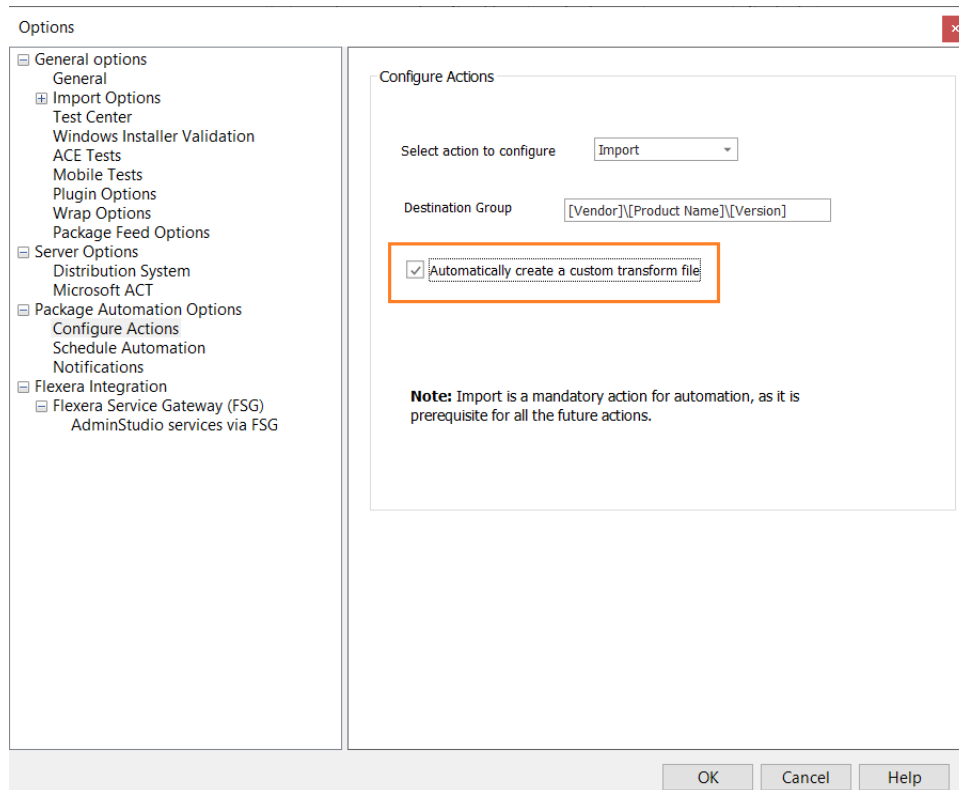 Options
General options
General
Import Options
Test Center
Windows Installer Validation
ACE Tests
Mobile Tests
Plugin Options
Wrap Options
Package Feed Options
Server Options
Distribution System
Microsoft ACT
Package Automation Options
Configure Actions
Schedule Automation
Notifications
Flexera Integration
Flexera Service Gateway (FSG)
AdminStudio services via FSG
Configure Actions
Select action to configure Import
Destination Group [Vendor]\[Product Name]\[Version]
Automatically create a custom transform file
Note: Import is a mandatory action for automation, as it is
prerequisite for all the future actions.
OK Cancel Help